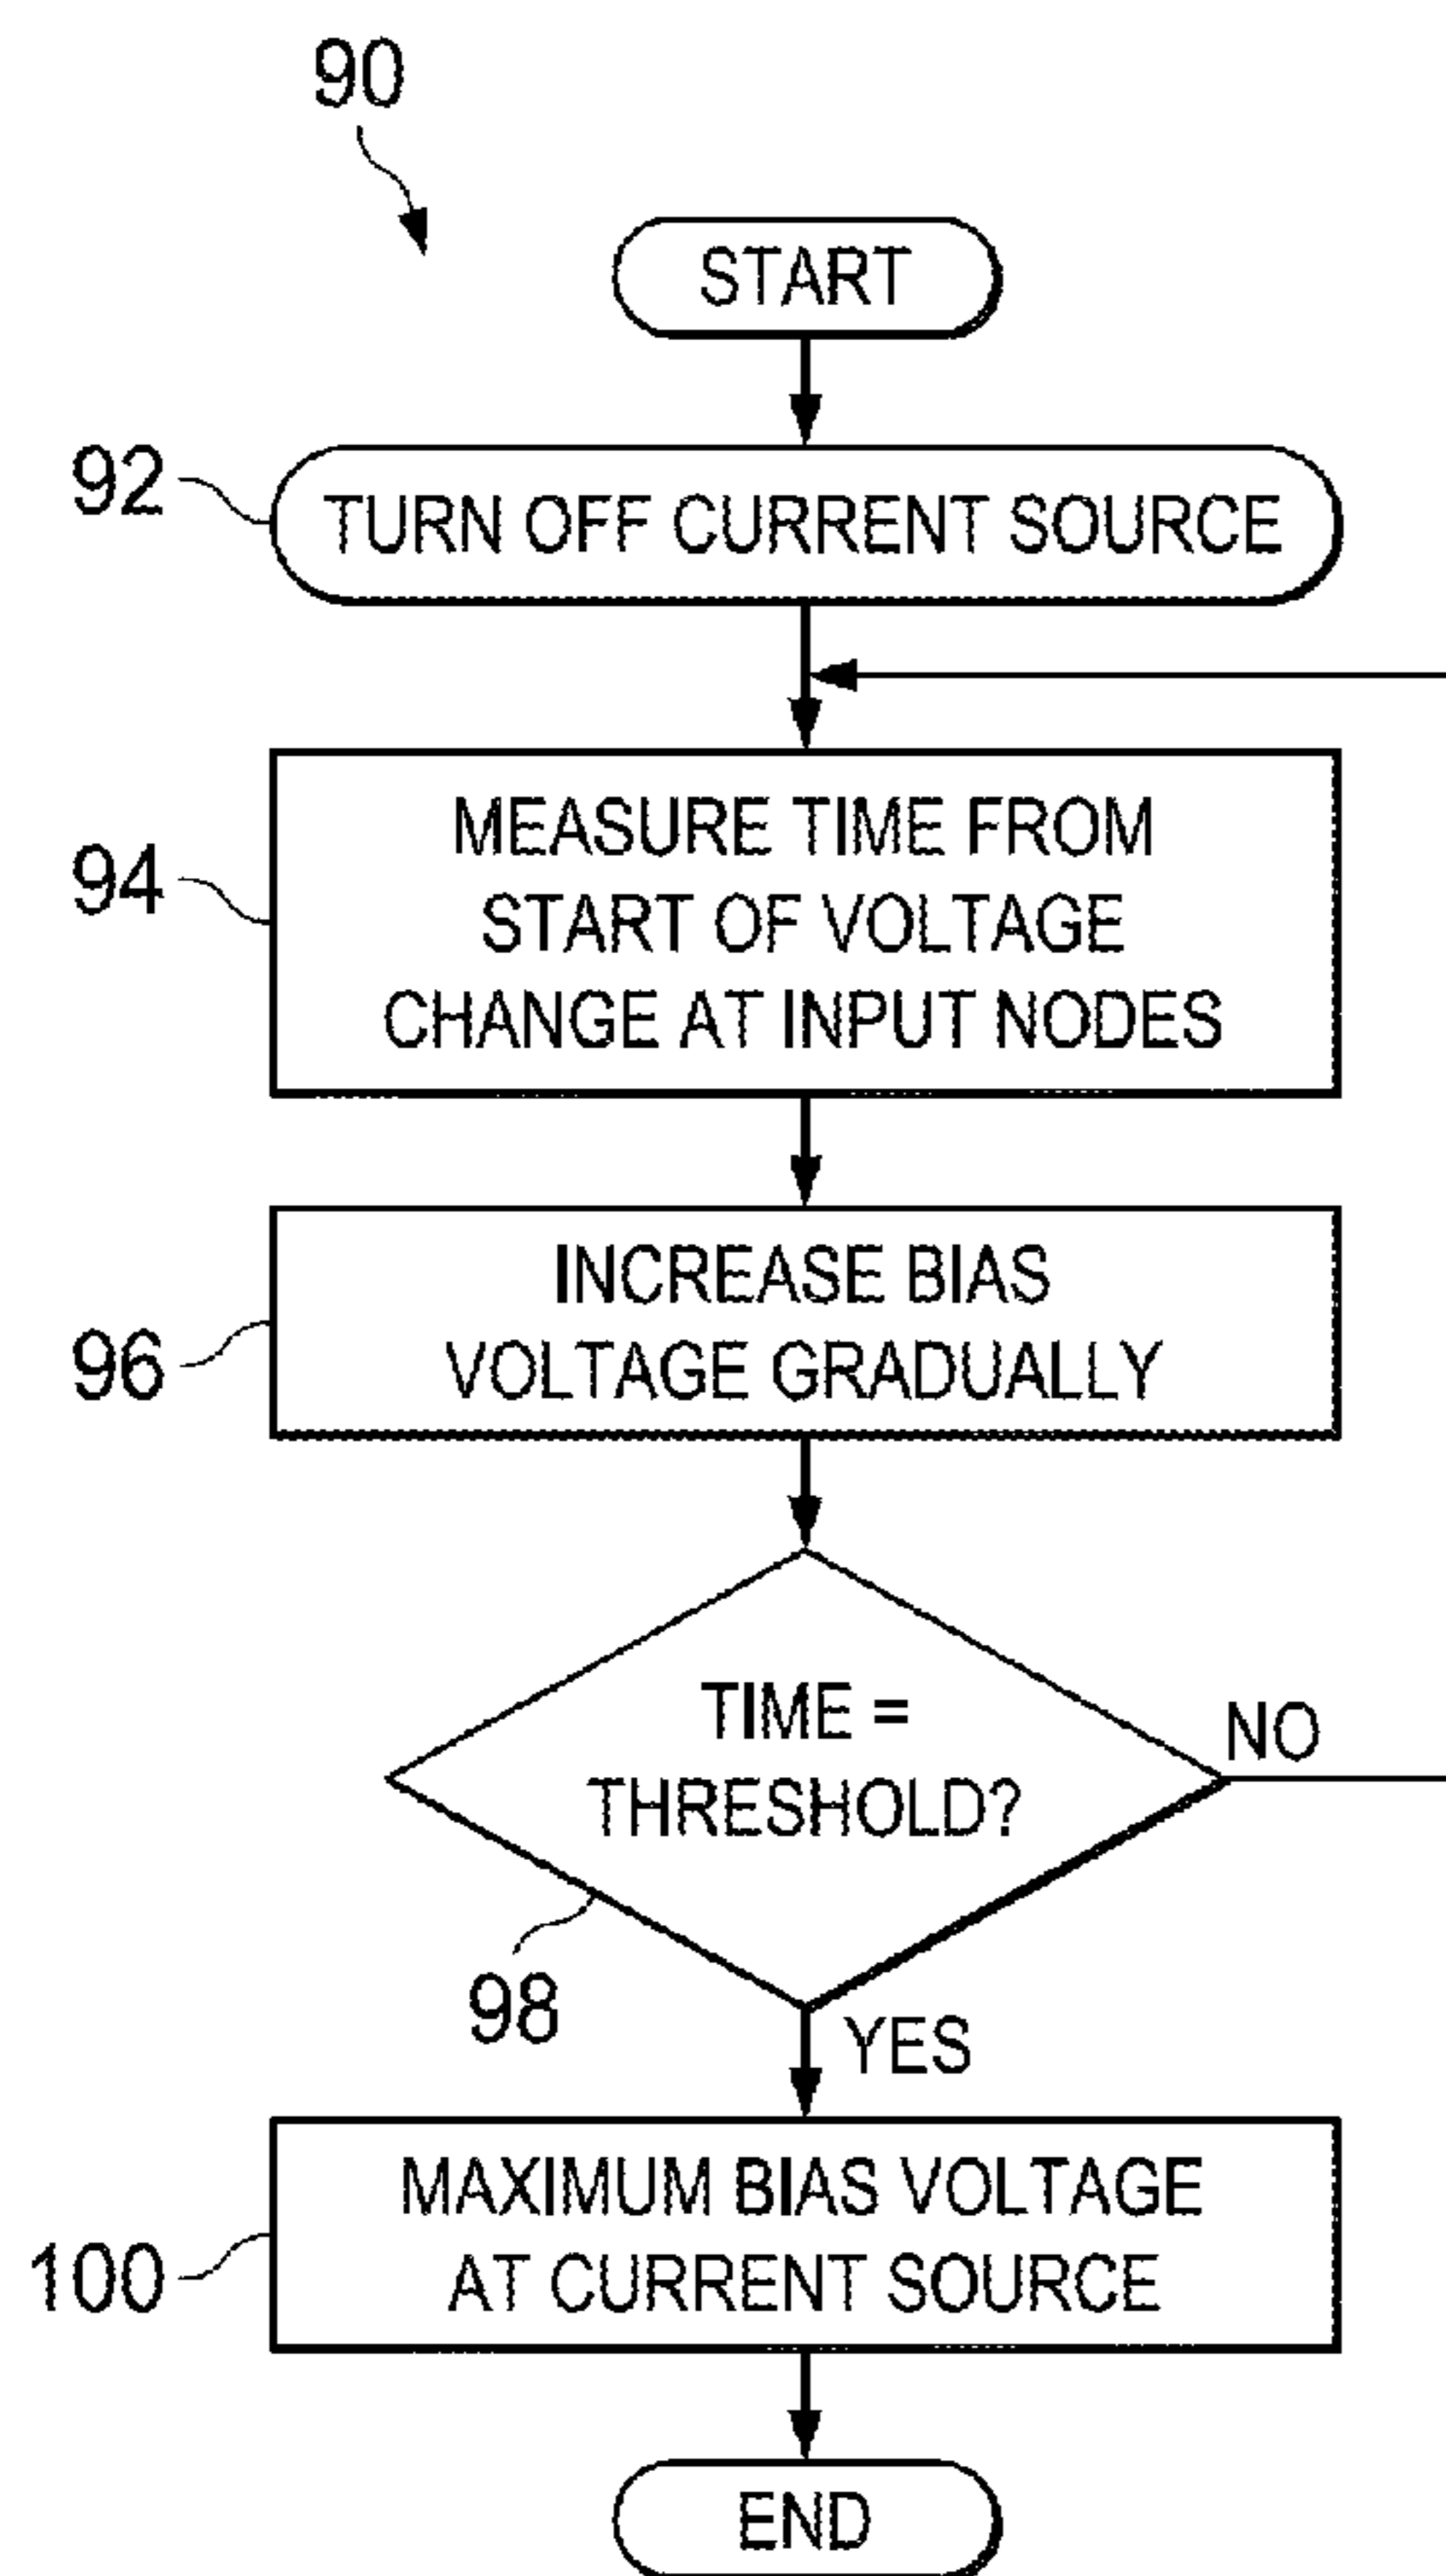 90
START
92
TURN OFF CURRENT SOURCE
94
MEASURE TIME FROM
START OF VOLTAGE
CHANGE AT INPUT NODES
96
INCREASE BIAS
VOLTAGE GRADUALLY
TIME =
THRESHOLD?
NO
98
YES
100
MAXIMUM BIAS VOLTAGE
AT CURRENT SOURCE
END